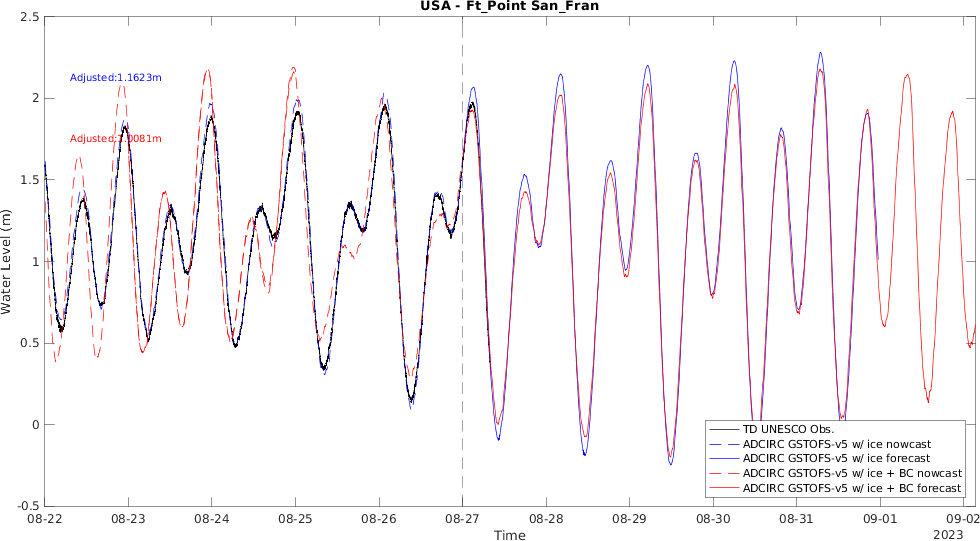 USA - Ft_Point San_Fran
2.5
2
1.5
1
0.5
0
-0.5
Water Level (m)
Adjusted:1.1623m
Adjusted: 0081m
TD UNESCO Obs.
ADCIRC GSTOFS-v5 w/ ice nowcast
ADCIRC GSTOFS-v5 w/ ice forecast
ADCIRC GSTOFS-v5 w/ ice + BC nowcast
ADCIRC GSTOFS-v5 w/ ice + BC forecast
08-22 08-23 08-24 08-25 08-26 08-27 08-28 08-29 08-30 08-31 09-01 09-02
Time
2023